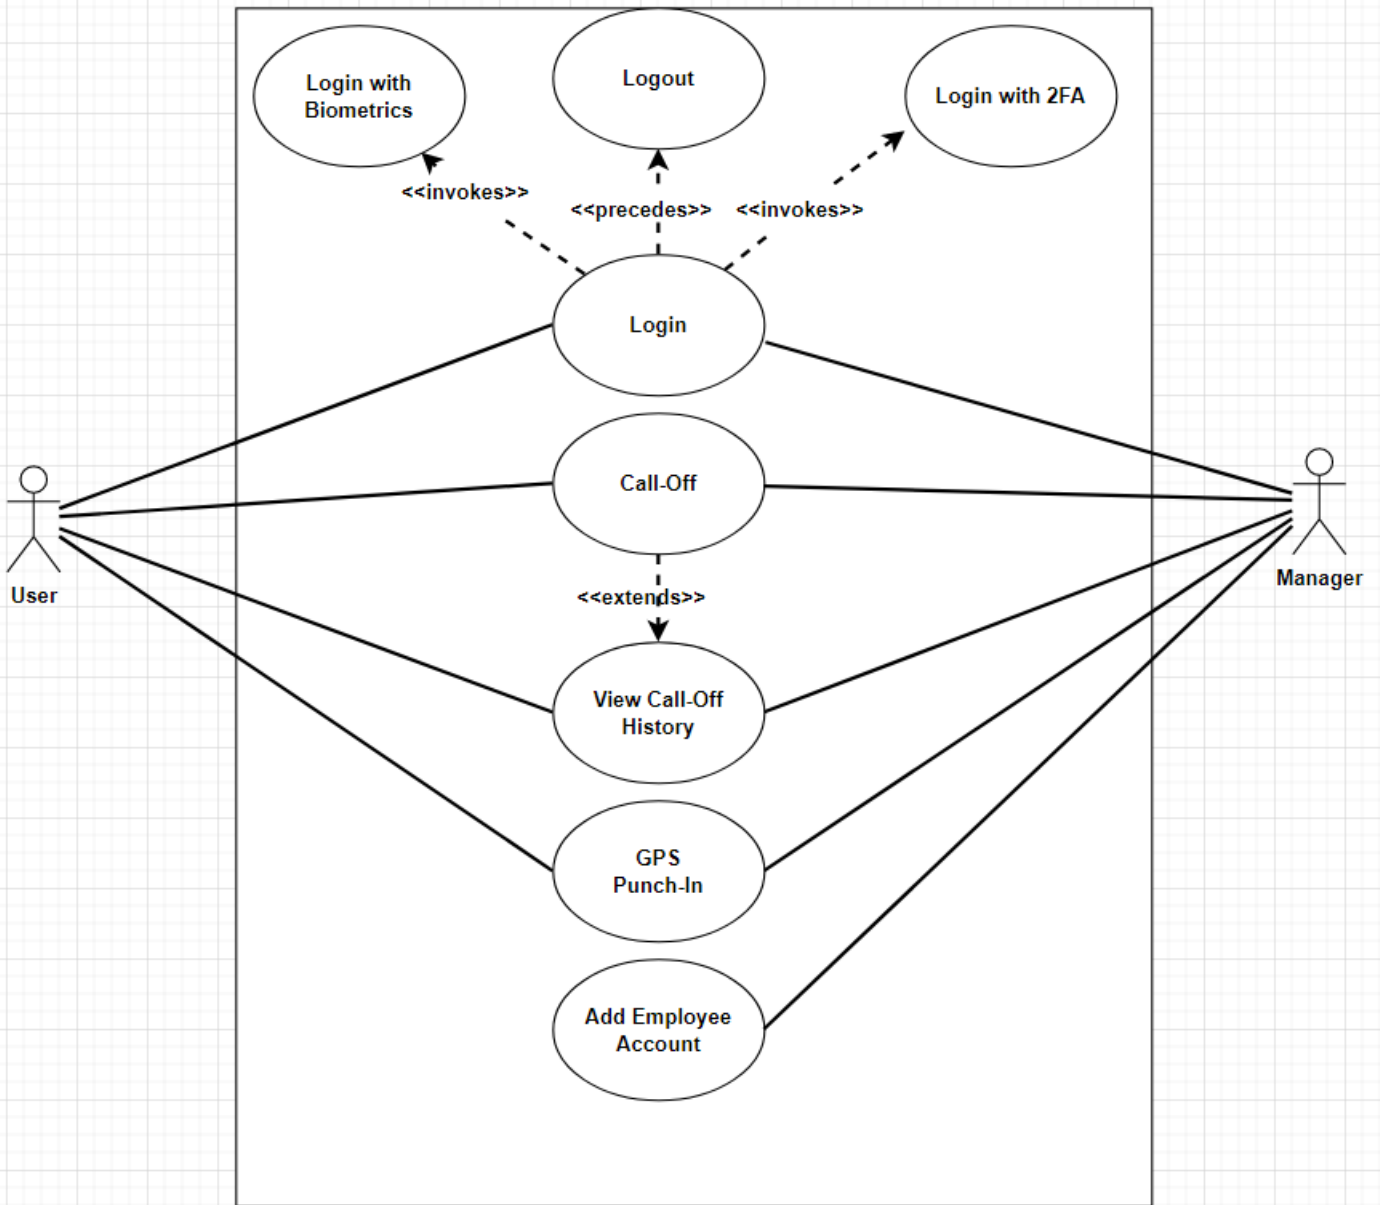 Login with
Biometrics
Logout
Login with 2FA
<<invokes>>
<<precedes>>
<<invokes>>
Login
Call-Off
<<extends>>
User
Manager
View Call-Off
History
GPS
Punch-In
Add Employee
Account